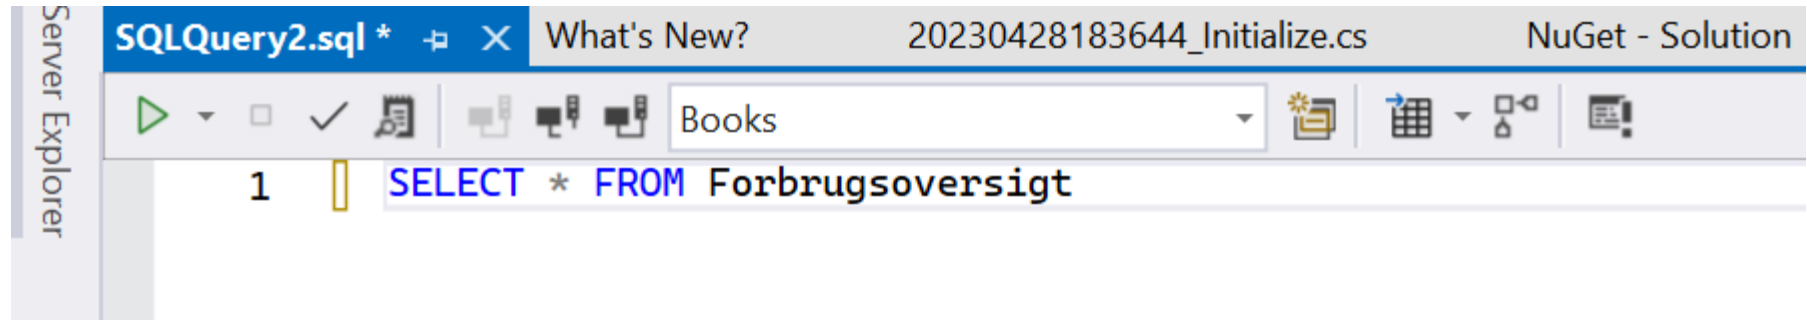 Server Explorer
SQLQuery2.sql * What's New? 20230428183644_Initialize.cs NuGet - Solution
Books
1 SELECT * FROM Forbrugsoversigt